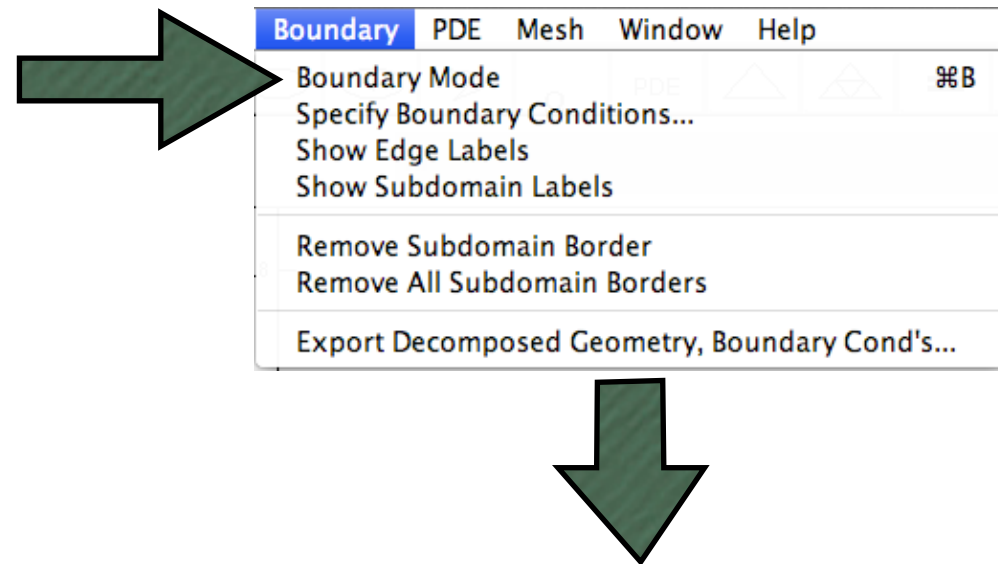 Boundary PDE Mesh Window Help
Boundary Mode ⌘B
Specify Boundary Conditions...
Show Edge Labels
Show Subdomain Labels
Remove Subdomain Border
Remove All Subdomain Borders
Export Decomposed Geometry, Boundary Cond's...